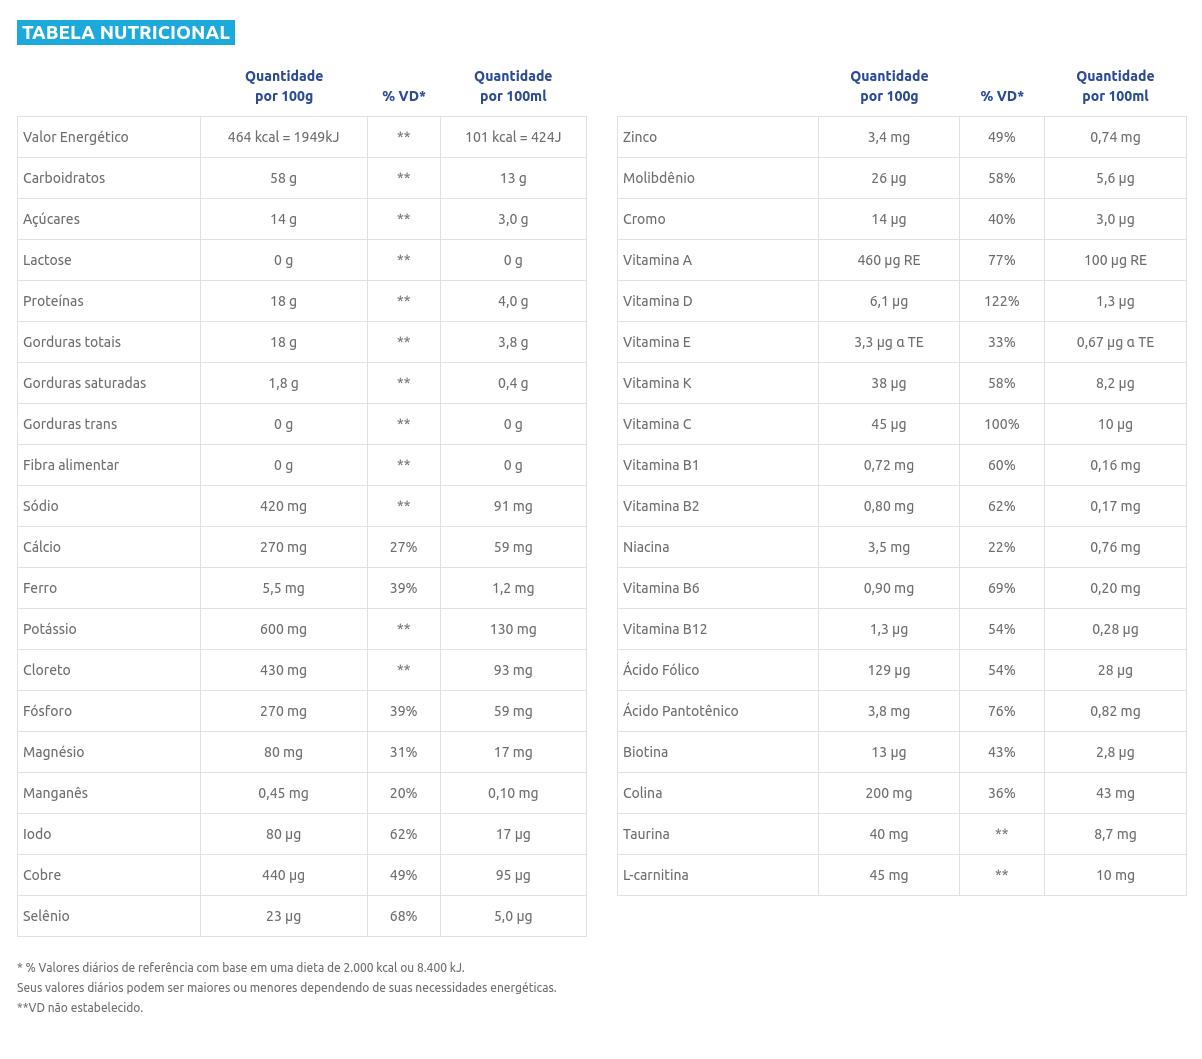 TABELA NUTRICIONAL
Quantidade por 100g % VD* Quantidade por 100ml
Valor Energético 464 kcal = 1949kJ ** 101 kcal = 424J
Carboidratos 58 g ** 13 g
Açúcares 14 g ** 3,0 g
Lactose 0 g ** 0 g
Proteínas 18 g ** 4,0 g
Gorduras totais 18 g ** 3,8 g
Gorduras saturadas 1,8 g ** 0,4 g
Gorduras trans 0 g ** 0 g
Fibra alimentar 0 g ** 0 g
Sódio 420 mg ** 91 mg
Cálcio 270 mg 27% 59 mg
Ferro 5,5 mg 39% 1,2 mg
Potássio 600 mg ** 130 mg
Cloreto 430 mg ** 93 mg
Fósforo 270 mg 39% 59 mg
Magnésio 80 mg 31% 17 mg
Manganês 0,45 mg 20% 0,10 mg
Iodo 80 µg 62% 17 µg
Cobre 440 µg 49% 95 µg
Selênio 23 µg 68% 5,0 µg
Quantidade por 100g % VD* Quantidade por 100ml
Zinco 3,4 mg 49% 0,74 mg
Molibdênio 26 µg 58% 5,6 µg
Cromo 14 µg 40% 3,0 µg
Vitamina A 460 µg RE 77% 100 µg RE
Vitamina D 6,1 µg 122% 1,3 µg
Vitamina E 3,3 µg α TE 33% 0,67 µg α TE
Vitamina K 38 µg 58% 8,2 µg
Vitamina C 45 µg 100% 10 µg
Vitamina B1 0,72 mg 60% 0,16 mg
Vitamina B2 0,80 mg 62% 0,17 mg
Niacina 3,5 mg 22% 0,76 mg
Vitamina B6 0,90 mg 69% 0,20 mg
Vitamina B12 1,3 µg 54% 0,28 µg
Ácido Fólico 129 µg 54% 28 µg
Ácido Pantotênico 3,8 mg 76% 0,82 mg
Biotina 13 µg 43% 2,8 µg
Colina 200 mg 36% 43 mg
Taurina 40 mg ** 8,7 mg
L-carnitina 45 mg ** 10 mg
* % Valores diários de referência com base em uma dieta de 2.000 kcal ou 8.400 kJ.
Seus valores diários podem ser maiores ou menores dependendo de suas necessidades energéticas.
**VD não estabelecido.